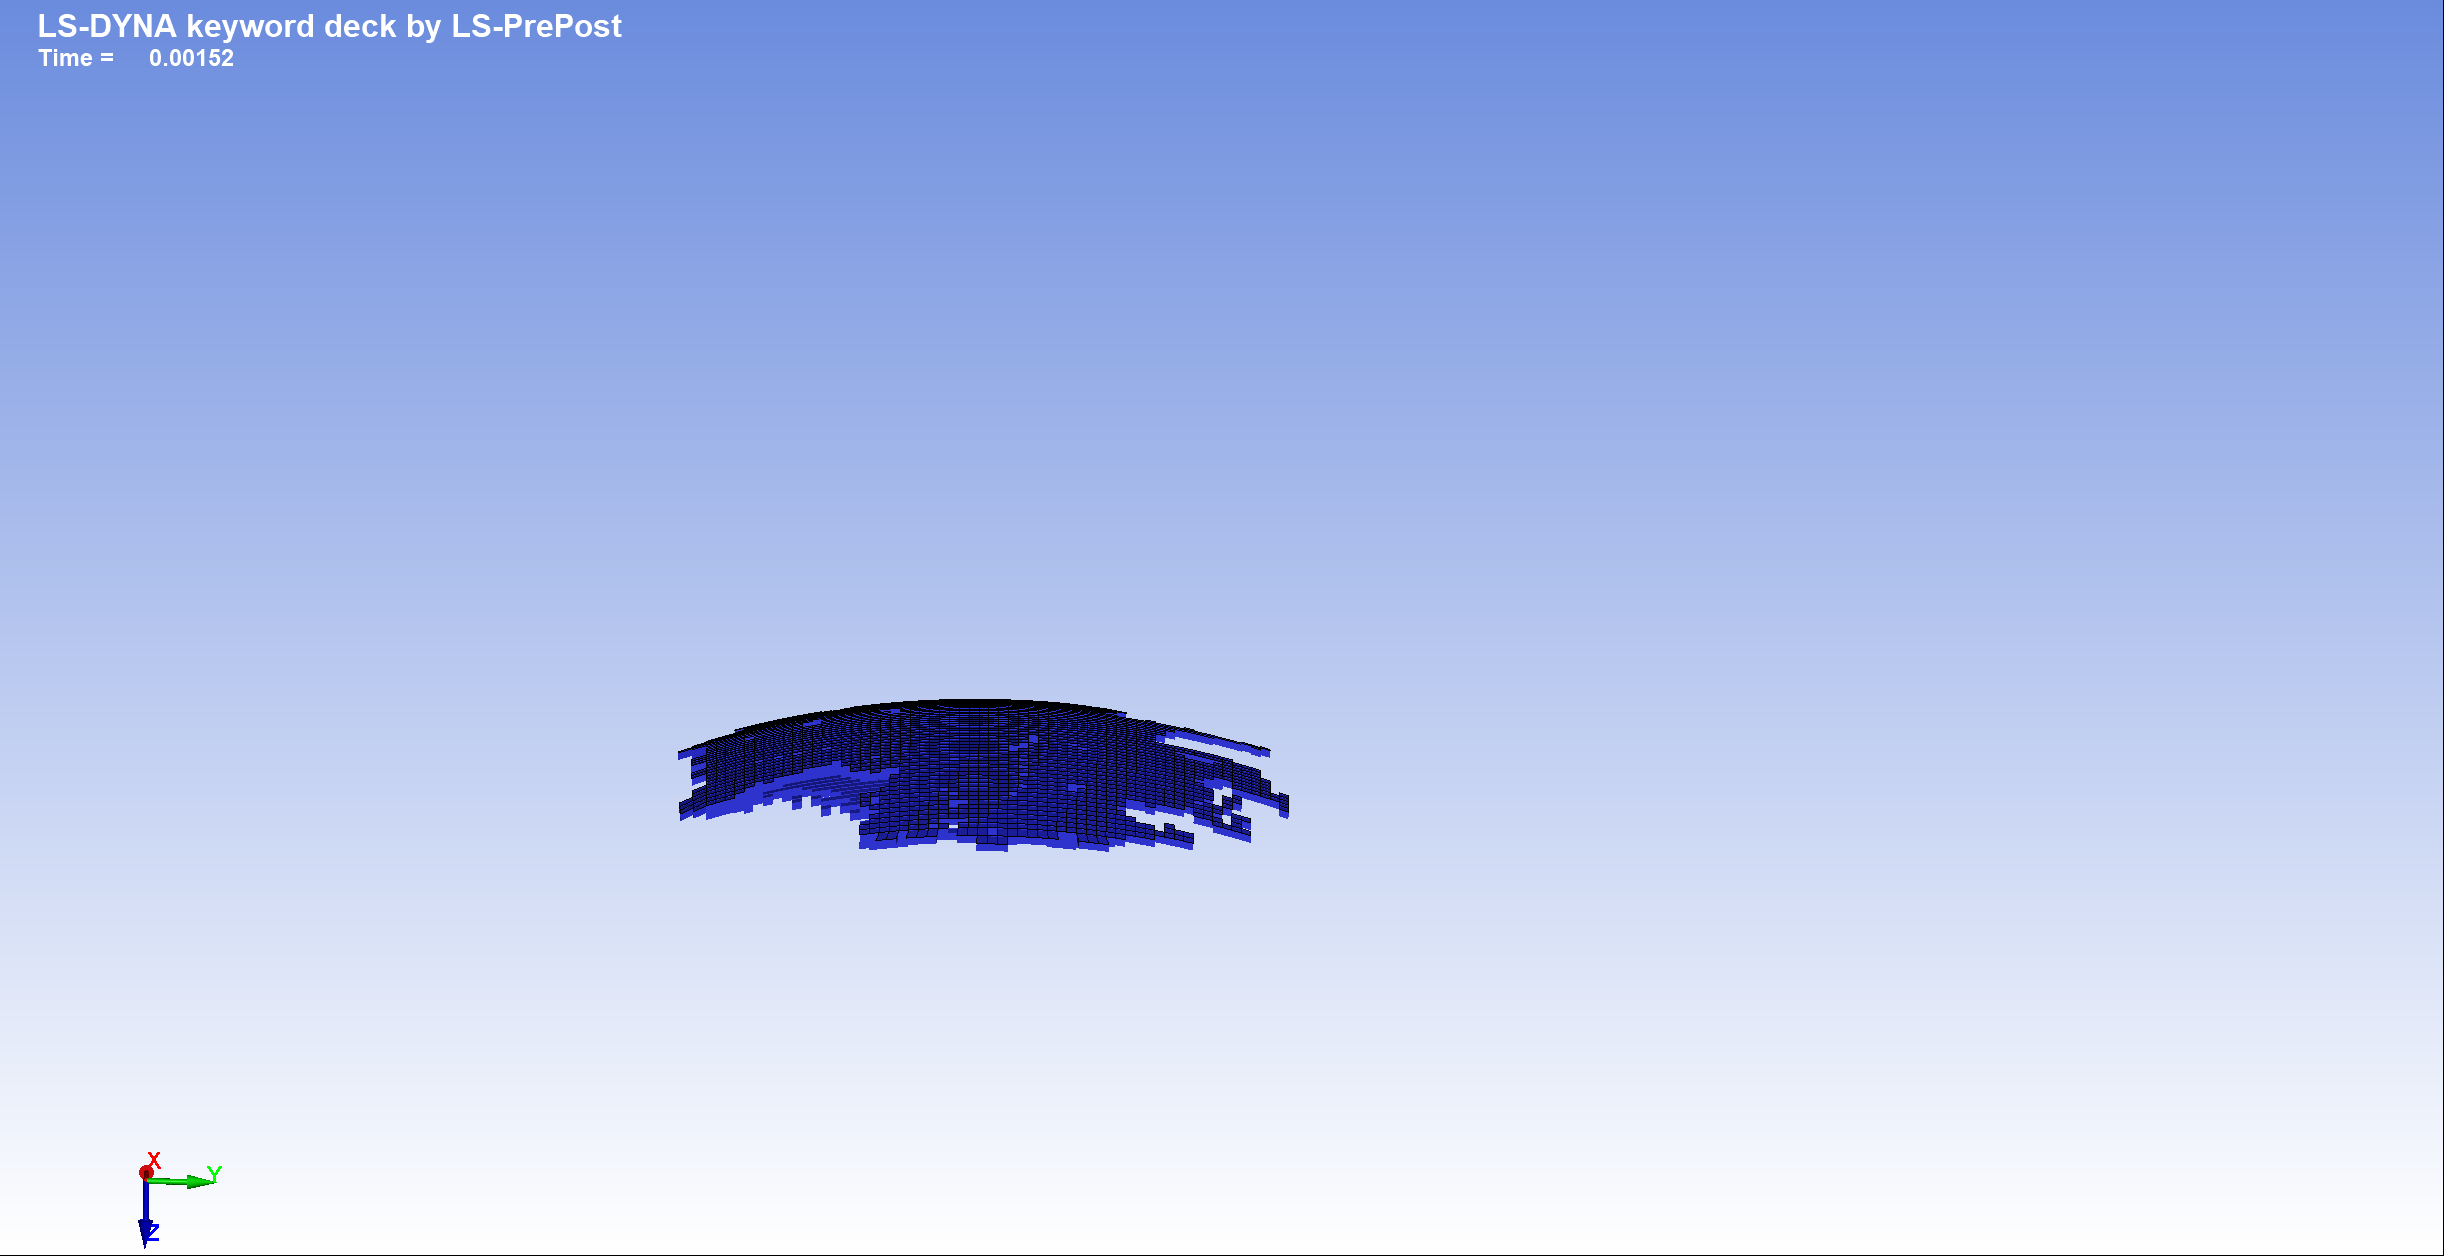 LS-DYNA keyword deck by LS-PrePost
Time = 0.00152
X
Y
Z